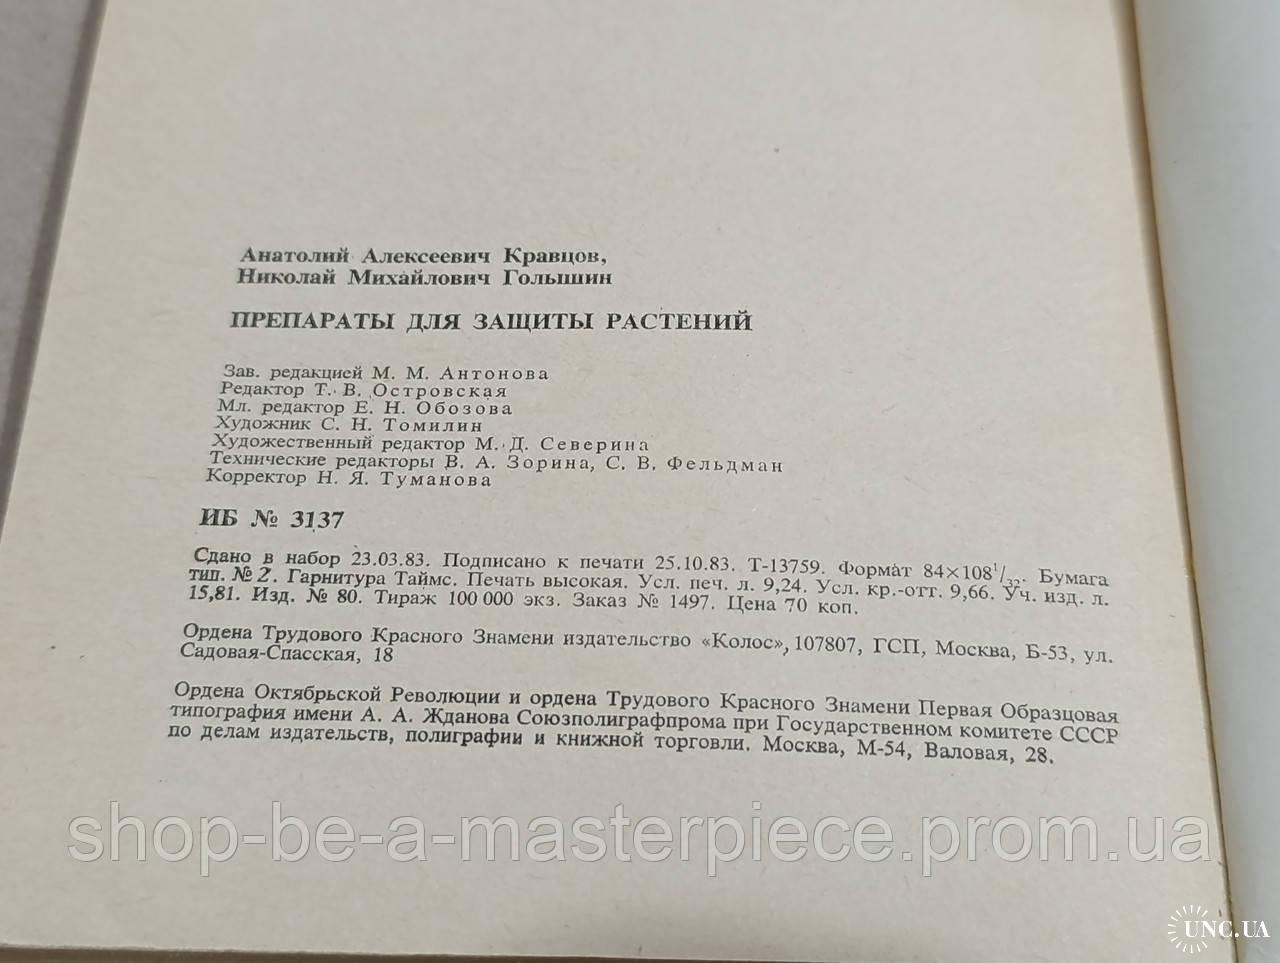 Анатолий Алексеевич Кравцов,
Николай Михайлович Голышин
ПРЕПАРАТЫ ДЛЯ ЗАЩИТЫ РАСТЕНИЙ
Зав. редакцией М. М. Антонова
Редактор Т. В. Островская
Мл. редактор Е. Н. Обозова
Художник С. Н. Томилин
Художественный редактор М. Д. Северина
Технические редакторы В. А. Зорина, С. В. Фельдман
Корректор Н. Я. Туманова
ИБ № 3137
Сдано в набор 23.03.83. Подписано к печати 25.10.83. Т-13759. Формат 84×108¹/₃₂. Бумага
тип. № 2. Гарнитура Таймс. Печать высокая. Усл. печ. л. 9,24. Усл. кр.-отт. 9,66. Уч. изд. л.
15,81. Изд. № 80. Тираж 100 000 экз. Заказ № 1497. Цена 70 коп.
Ордена Трудового Красного Знамени издательство «Колос», 107807, ГСП, Москва, Б-53, ул.
Садовая-Спасская, 18
Ордена Октябрьской Революции и ордена Трудового Красного Знамени Первая Образцовая
типография имени А. А. Жданова Союзполиграфпрома при Государственном комитете СССР
по делам издательств, полиграфии и книжной торговли. Москва, М-54, Валовая, 28.
shop-be-a-masterpiece.prom.ua
UNC.UA